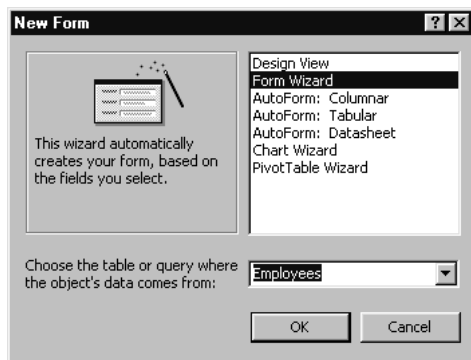 New Form
This wizard automatically
creates your form, based on
the fields you select.
Design View
Form Wizard
AutoForm: Columnar
AutoForm: Tabular
AutoForm: Datasheet
Chart Wizard
PivotTable Wizard
Choose the table or query where
the object's data comes from:
Employees
OK
Cancel